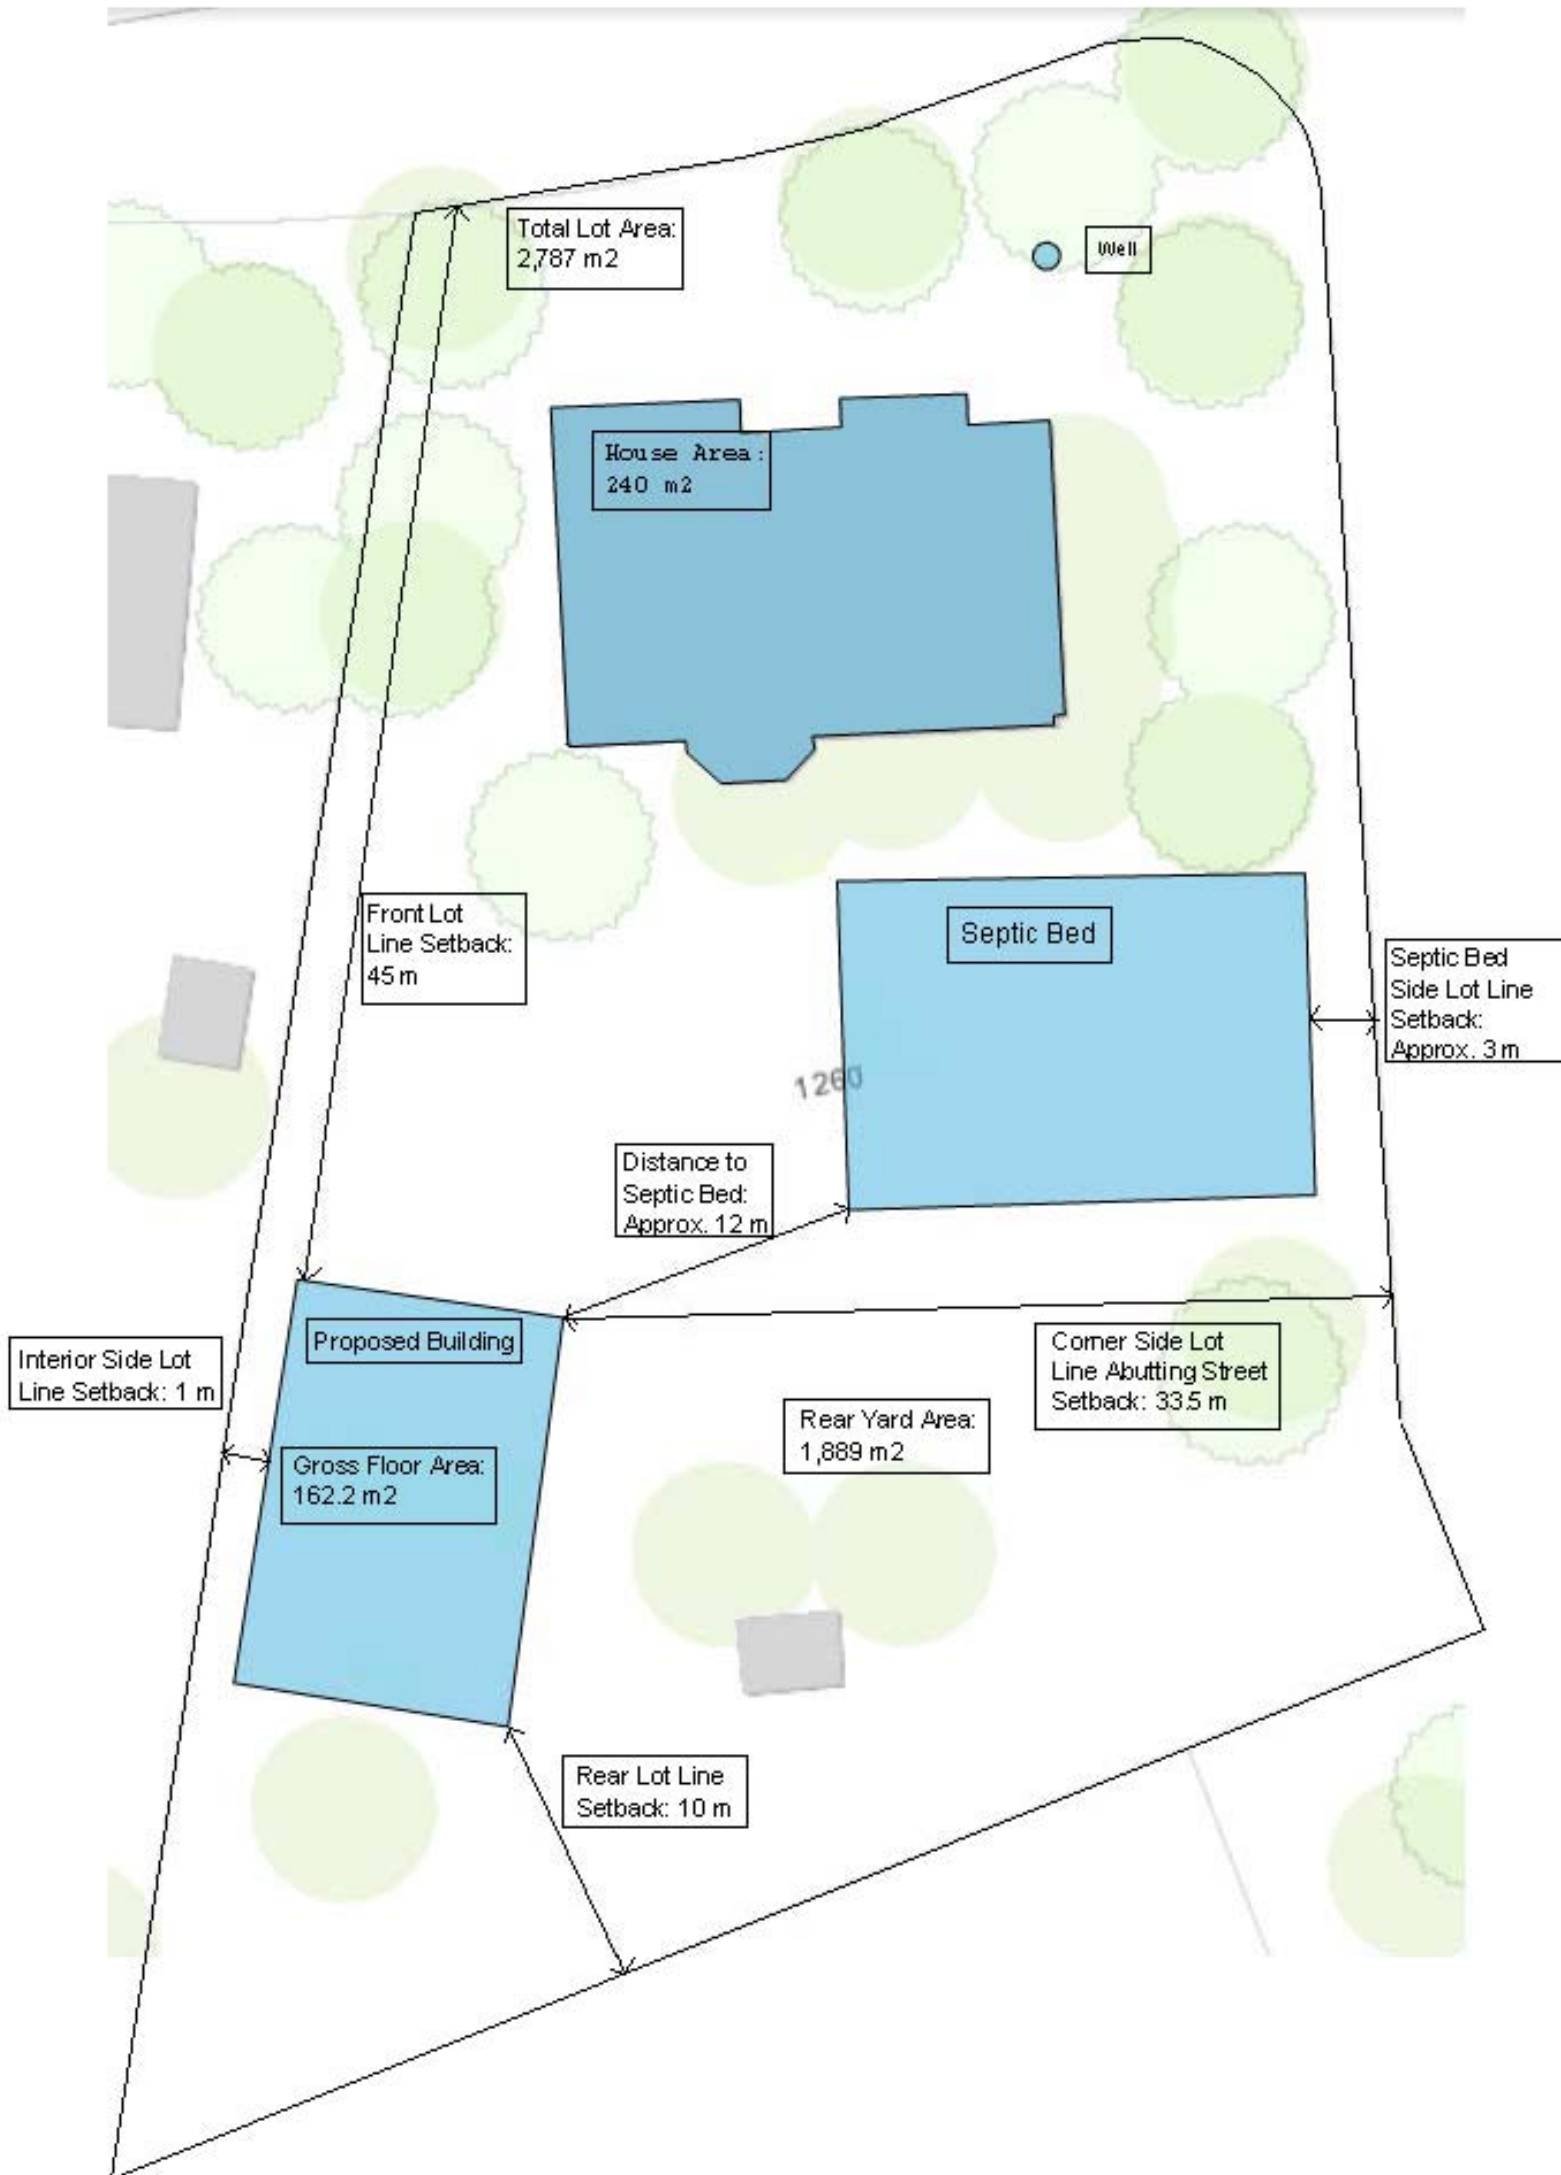 Total Lot Area:
2,787 m2
Well
House Area:
240 m2
Front Lot
Line Setback:
45 m
Septic Bed
Septic Bed
Side Lot Line
Setback:
Approx. 3 m
1260
Distance to
Septic Bed:
Approx. 12 m
Proposed Building
Interior Side Lot
Line Setback: 1 m
Corner Side Lot
Line Abutting Street
Setback: 33.5 m
Rear Yard Area:
1,889 m2
Gross Floor Area:
162.2 m2
Rear Lot Line
Setback: 10 m